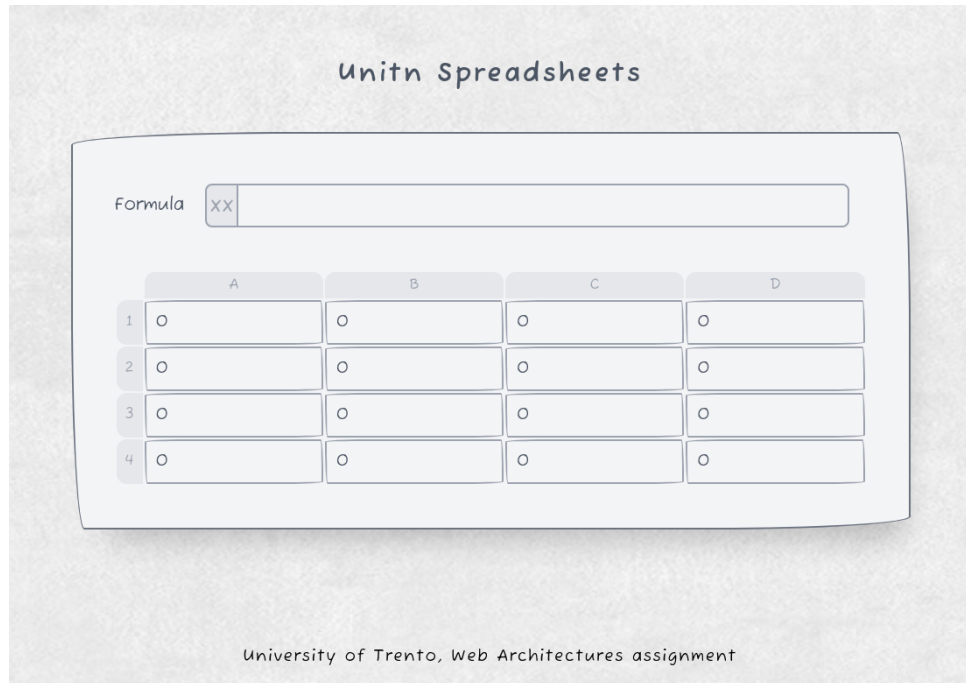 Unitn Spreadsheets
Formula XX
A B C D
1 0 0 0 0
2 0 0 0 0
3 0 0 0 0
4 0 0 0 0
University of Trento, Web Architectures assignment